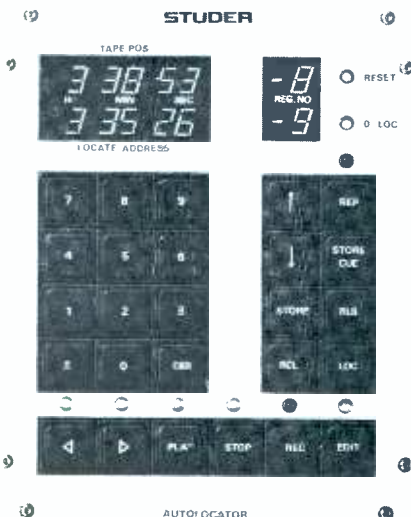 STUDER
TAPE POS
3 38 53
H MIN SEC
3 35 26
LOCATE ADDRESS
-8
REG. NO
-9
RESET
0 LOC
7 8 9
4 5 6
1 2 3
0
REP
STORE
CUE
STORE
RCL LOC
PLAY STOP REC EDIT
AUTOLOCATOR